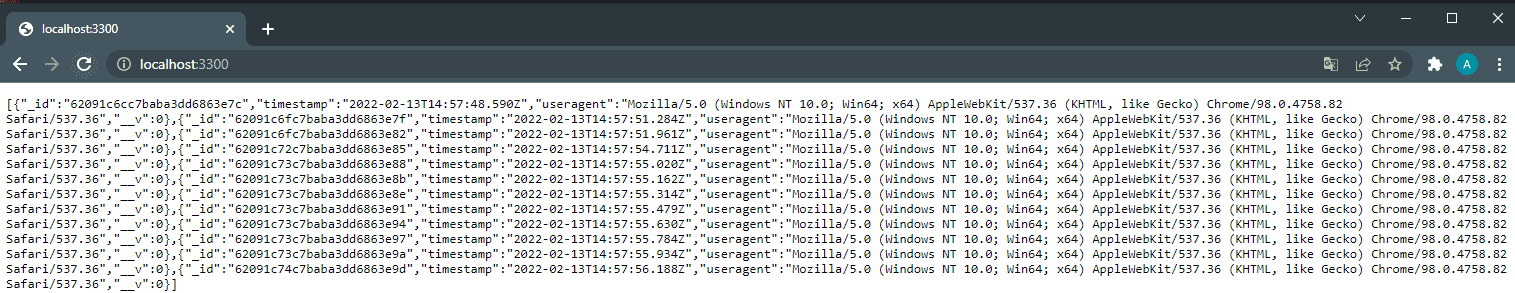 localhost:3300
localhost:3300
A
[{"_id":"62091c6cc7baba3dd6863e7c","timestamp":"2022-02-13T14:57:48.590Z","useragent":"Mozilla/5.0 (Windows NT 10.0; Win64; x64) AppleWebKit/537.36 (KHTML, like Gecko) Chrome/98.0.4758.82
Safari/537.36","__v":0},{"_id":"62091c6fc7baba3dd6863e7f","timestamp":"2022-02-13T14:57:51.284Z","useragent":"Mozilla/5.0 (Windows NT 10.0; Win64; x64) AppleWebKit/537.36 (KHTML, like Gecko) Chrome/98.0.4758.82
Safari/537.36","__v":0},{"_id":"62091c6fc7baba3dd6863e82","timestamp":"2022-02-13T14:57:51.961Z","useragent":"Mozilla/5.0 (Windows NT 10.0; Win64; x64) AppleWebKit/537.36 (KHTML, like Gecko) Chrome/98.0.4758.82
Safari/537.36","__v":0},{"_id":"62091c72c7baba3dd6863e85","timestamp":"2022-02-13T14:57:54.711Z","useragent":"Mozilla/5.0 (Windows NT 10.0; Win64; x64) AppleWebKit/537.36 (KHTML, like Gecko) Chrome/98.0.4758.82
Safari/537.36","__v":0},{"_id":"62091c73c7baba3dd6863e88","timestamp":"2022-02-13T14:57:55.020Z","useragent":"Mozilla/5.0 (Windows NT 10.0; Win64; x64) AppleWebKit/537.36 (KHTML, like Gecko) Chrome/98.0.4758.82
Safari/537.36","__v":0},{"_id":"62091c73c7baba3dd6863e8b","timestamp":"2022-02-13T14:57:55.162Z","useragent":"Mozilla/5.0 (Windows NT 10.0; Win64; x64) AppleWebKit/537.36 (KHTML, like Gecko) Chrome/98.0.4758.82
Safari/537.36","__v":0},{"_id":"62091c73c7baba3dd6863e8e","timestamp":"2022-02-13T14:57:55.314Z","useragent":"Mozilla/5.0 (Windows NT 10.0; Win64; x64) AppleWebKit/537.36 (KHTML, like Gecko) Chrome/98.0.4758.82
Safari/537.36","__v":0},{"_id":"62091c73c7baba3dd6863e91","timestamp":"2022-02-13T14:57:55.479Z","useragent":"Mozilla/5.0 (Windows NT 10.0; Win64; x64) AppleWebKit/537.36 (KHTML, like Gecko) Chrome/98.0.4758.82
Safari/537.36","__v":0},{"_id":"62091c73c7baba3dd6863e94","timestamp":"2022-02-13T14:57:55.630Z","useragent":"Mozilla/5.0 (Windows NT 10.0; Win64; x64) AppleWebKit/537.36 (KHTML, like Gecko) Chrome/98.0.4758.82
Safari/537.36","__v":0},{"_id":"62091c73c7baba3dd6863e97","timestamp":"2022-02-13T14:57:55.784Z","useragent":"Mozilla/5.0 (Windows NT 10.0; Win64; x64) AppleWebKit/537.36 (KHTML, like Gecko) Chrome/98.0.4758.82
Safari/537.36","__v":0},{"_id":"62091c73c7baba3dd6863e9a","timestamp":"2022-02-13T14:57:55.934Z","useragent":"Mozilla/5.0 (Windows NT 10.0; Win64; x64) AppleWebKit/537.36 (KHTML, like Gecko) Chrome/98.0.4758.82
Safari/537.36","__v":0},{"_id":"62091c74c7baba3dd6863e9d","timestamp":"2022-02-13T14:57:56.188Z","useragent":"Mozilla/5.0 (Windows NT 10.0; Win64; x64) AppleWebKit/537.36 (KHTML, like Gecko) Chrome/98.0.4758.82
Safari/537.36","__v":0}]